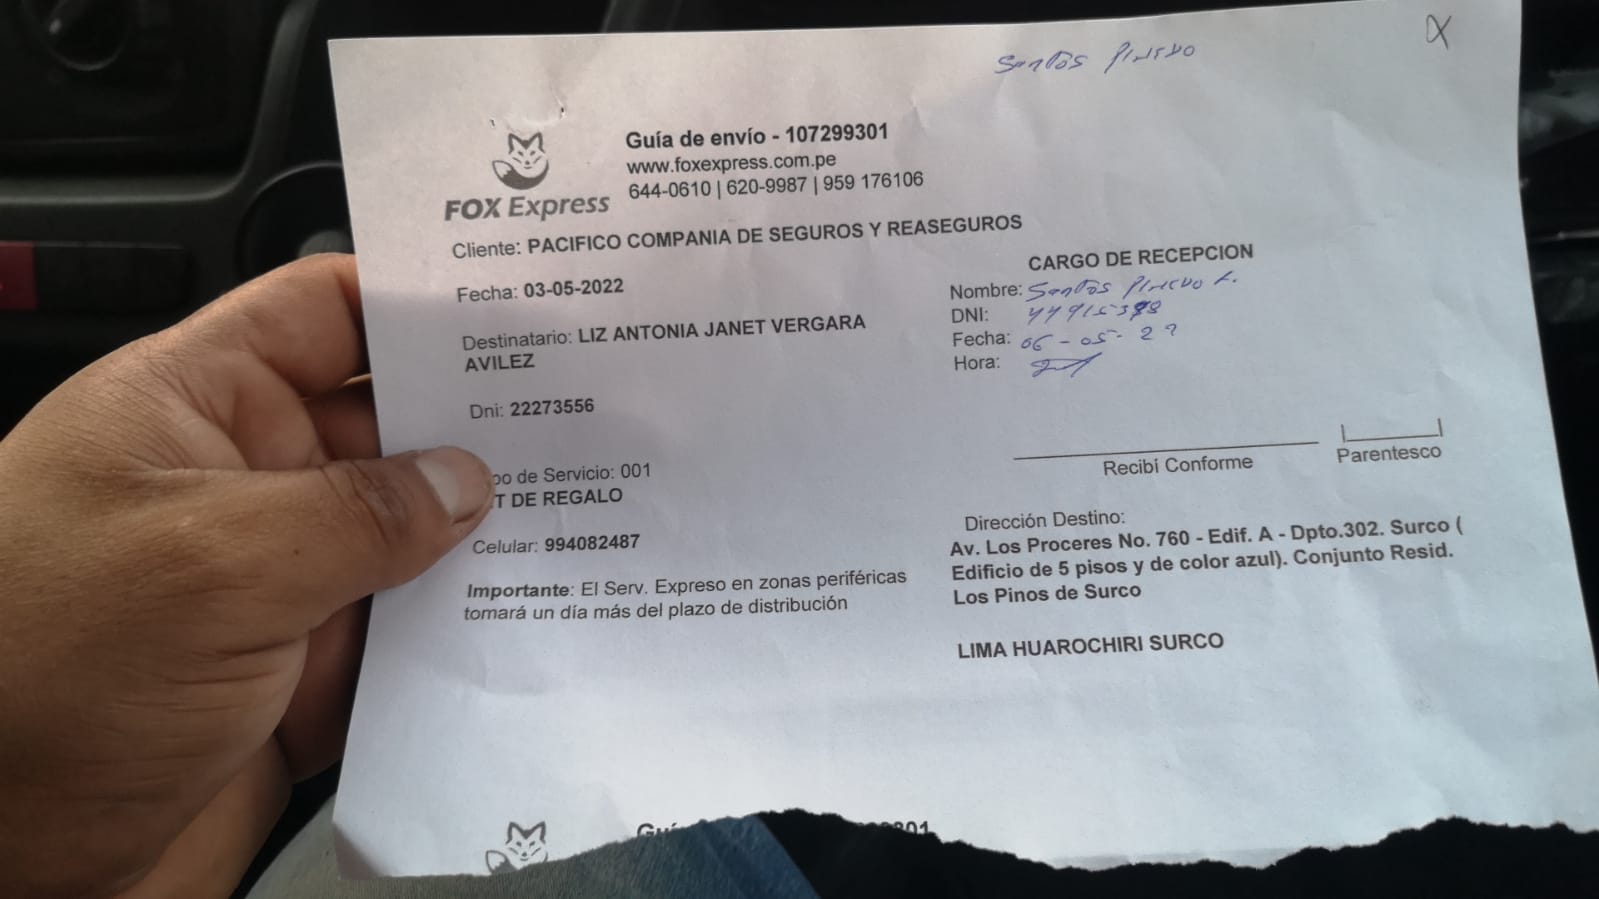 Santos Pinedo
Guía de envío - 107299301
www.foxexpress.com.pe
644-0610 | 620-9987 | 959 176106
FOX Express
Cliente: PACIFICO COMPANIA DE SEGUROS Y REASEGUROS
Fecha: 03-05-2022
Destinatario: LIZ ANTONIA JANET VERGARA
AVILEZ
Dni: 22273556
po de Servicio: 001
T DE REGALO
Celular: 994082487
Importante: El Serv. Expreso en zonas periféricas
tomará un día más del plazo de distribución
CARGO DE RECEPCION
Nombre: Santos Pinedo
DNI:
Fecha: 06-05-22
Hora:
Recibí Conforme
Parentesco
Dirección Destino:
Av. Los Proceres No. 760 - Edif. A - Dpto.302. Surco (
Edificio de 5 pisos y de color azul). Conjunto Resid.
Los Pinos de Surco
LIMA HUAROCHIRI SURCO